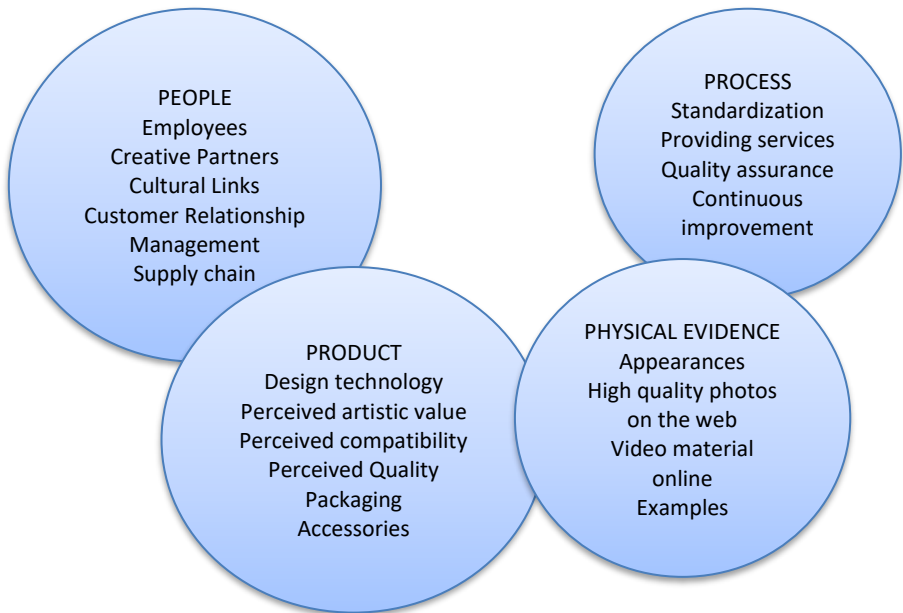 PEOPLE
Employees
Creative Partners
Cultural Links
Customer Relationship
Management
Supply chain
PROCESS
Standardization
Providing services
Quality assurance
Continuous
improvement
PRODUCT
Design technology
Perceived artistic value
Perceived compatibility
Perceived Quality
Packaging
Accessories
PHYSICAL EVIDENCE
Appearances
High quality photos
on the web
Video material
online
Examples